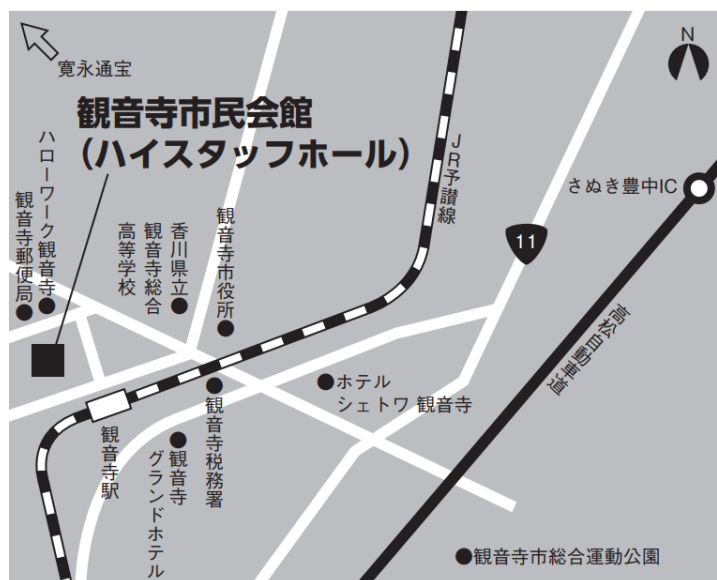 寛永通宝
N
観音寺市民会館
（ハイスタッフホール）
JR予讃線
さぬき豊中IC
11
ハローワーク観音寺
観音寺郵便局
観音寺市役所
香川県立
観音寺総合
高等学校
高松自動車道
ホテル
シェトワ 観音寺
観音寺税務署
観音寺
グランドホテル
観音寺駅
観音寺市総合運動公園